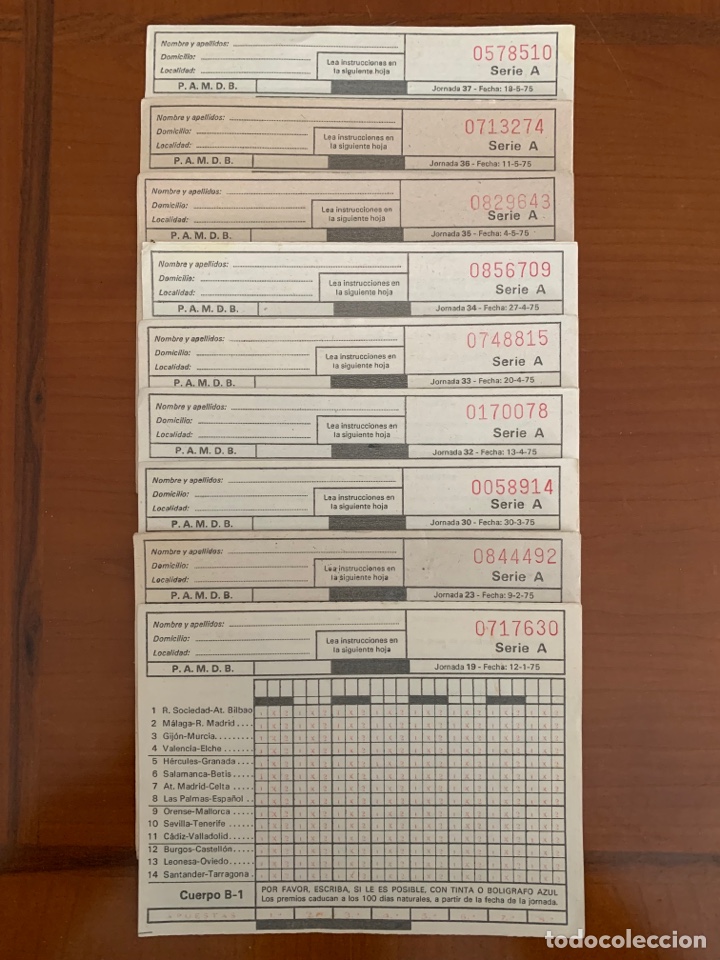 Nombre y apellidos:
0578510
Domicilio:
Lea instrucciones en
la siguiente hoja
Localidad:
Serie A
P. A. M. D. B.
Jornada 37 - Fecha: 18-5-75
Nombre y apellidos:
0713274
Domicilio:
Lea instrucciones en
la siguiente hoja
Localidad:
Serie A
P. A. M. D. B.
Jornada 36 - Fecha: 11-5-75
Nombre y apellidos:
0829643
Domicilio:
Lea instrucciones en
la siguiente hoja
Localidad:
Serie A
P. A. M. D. B.
Jornada 35 - Fecha: 4-5-75
Nombre y apellidos:
0856709
Domicilio:
Lea instrucciones en
la siguiente hoja
Localidad:
Serie A
P. A. M. D. B.
Jornada 34 - Fecha: 27-4-75
Nombre y apellidos:
0748815
Domicilio:
Lea instrucciones en
la siguiente hoja
Localidad:
Serie A
P. A. M. D. B.
Jornada 33 - Fecha: 20-4-75
Nombre y apellidos:
0170078
Domicilio:
Lea instrucciones en
la siguiente hoja
Localidad:
Serie A
P. A. M. D. B.
Jornada 32 - Fecha: 13-4-75
Nombre y apellidos:
0058914
Domicilio:
Lea instrucciones en
la siguiente hoja
Localidad:
Serie A
P. A. M. D. B.
Jornada 30 - Fecha: 30-3-75
Nombre y apellidos:
0844492
Domicilio:
Lea instrucciones en
la siguiente hoja
Localidad:
Serie A
P. A. M. D. B.
Jornada 23 - Fecha: 9-2-75
Nombre y apellidos:
0717630
Domicilio:
Lea instrucciones en
la siguiente hoja
Localidad:
Serie A
P. A. M. D. B.
Jornada 19 - Fecha: 12-1-75
1 R. Sociedad-At. Bilbao
2 Málaga-R. Madrid
3 Gijón-Murcia
4 Valencia-Elche
5 Hércules-Granada
6 Salamanca-Betis
7 At. Madrid-Celta
8 Las Palmas-Español
9 Orense-Mallorca
10 Sevilla-Tenerife
11 Cádiz-Valladolid
12 Burgos-Castellón
13 Leonesa-Oviedo
14 Santander-Tarragona
Cuerpo B-1
POR FAVOR, ESCRIBA, SI LE ES POSIBLE, CON TINTA O BOLIGRAFO AZUL
Los premios caducan a los 100 días naturales, a partir de la fecha de la jornada.
APUESTAS
todocoleccion.net